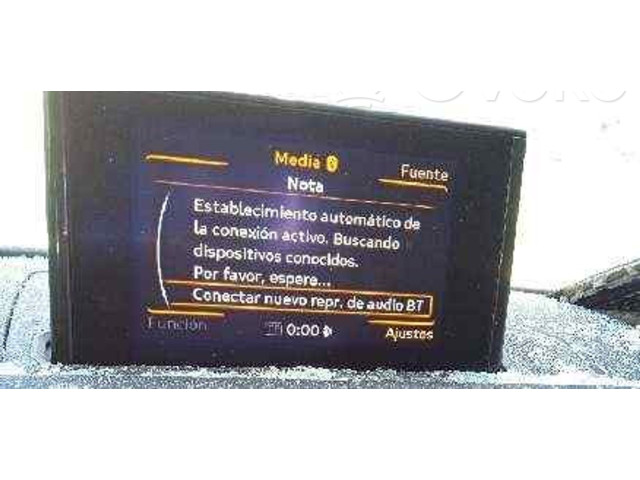 Media
Fuente
Nota
Establecimiento automático de
la conexión activo. Buscando
dispositivos conocidos.
Por favor, espere...
Conectar nuevo repr. de audio BT
Función
0:00
Ajustes